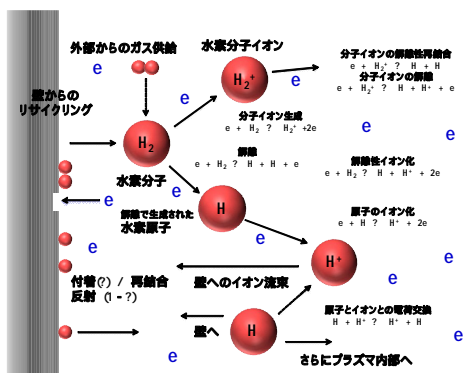 外部からのガス供給
水素分子イオン
e
壁からの
リサイクリング
H2+
e
e
分子イオンの解離性再結合
e + H2+ ? H + H
分子イオンの解離
e + H2+ ? H + H+ + e
H2
水素分子
分子イオン生成
e + H2 ? H2+ +2e
解離
e + H2 ? H + H + e
e
e
解離性イオン化
e + H2 ? H + H+ + 2e
e
e
解離で生成された
水素原子
H
e
原子のイオン化
e + H ? H+ + 2e
e
H+
e
e
付着(?) / 再結合
反射 (1 - ?)
壁へのイオン流束
壁へ
H
原子とイオンとの電荷交換
H + H+ ? H+ + H
e
さらにプラズマ内部へ